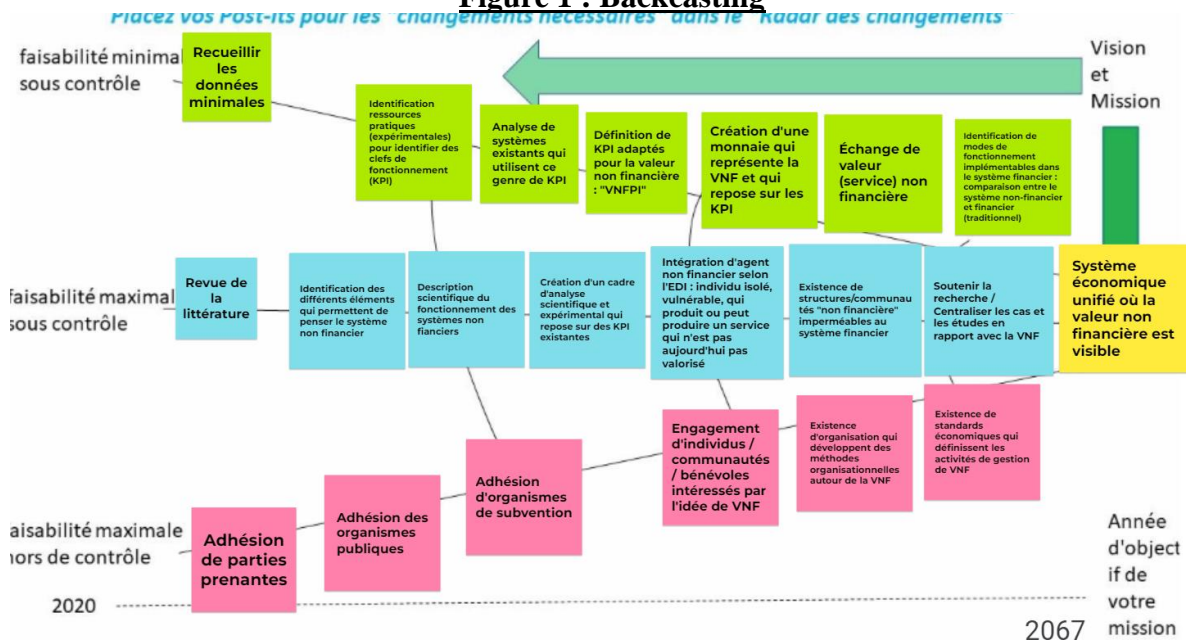 Figure 1 : Backcasting
Placez vos Post-its pour les "changements nécessaires" dans le "Radar des changements"
faisabilité minimal
sous contrôle
Recueillir
les
données
minimales
Identification
ressources
pratiques
(expérimentales)
pour identifier des
clefs de
fonctionnement
(KPI)
Analyse de
systèmes
existants qui
utilisent ce
genre de KPI
Définition de
KPI adaptés
pour la valeur
non financière
: "VNFPI"
Création d'une
monnaie qui
représente la
VNF et qui
repose sur les
KPI
Échange de
valeur
(service) non
financière
Identification de
modes de
fonctionnement
implémentables dans
le système financier :
comparaison entre le
système non-financier
et financier
(traditionnel)
Vision
et
Mission
faisabilité maximal
sous contrôle
Revue de
la
littérature
Identification des
différents éléments
qui permettent de
penser le système
non financier
Description
scientifique du
fonctionnement des
systèmes non
fianciers
Création d'un cadre
d'analyse
scientifique et
expérimental qui
repose sur des KPI
existantes
Intégration d'agent
non financier selon
l'EDI : individu isolé,
vulnérable, qui
produit ou peut
produire un service
qui n'est pas
aujourd'hui pas
valorisé
Existence de
structures/communau
tés "non financière"
imperméables au
système financier
Soutenir la
recherche /
Centraliser les cas et
les études en
rapport avec la VNF
Système
économique
unifié où la
valeur non
financière est
visible
aisabilité maximale
hors de contrôle
Adhésion
de parties
prenantes
Adhésion des
organismes
publiques
Adhésion
d'organismes
de subvention
Engagement
d'individus /
communautés
/ bénévoles
intéressés par
l'idée de VNF
Existence
d'organisation qui
développent des
méthodes
organisationnelles
autour de la VNF
Existence de
standards
économiques qui
définissent les
activités de gestion
de VNF
Année
d'object
if de
votre
mission
2020
2067